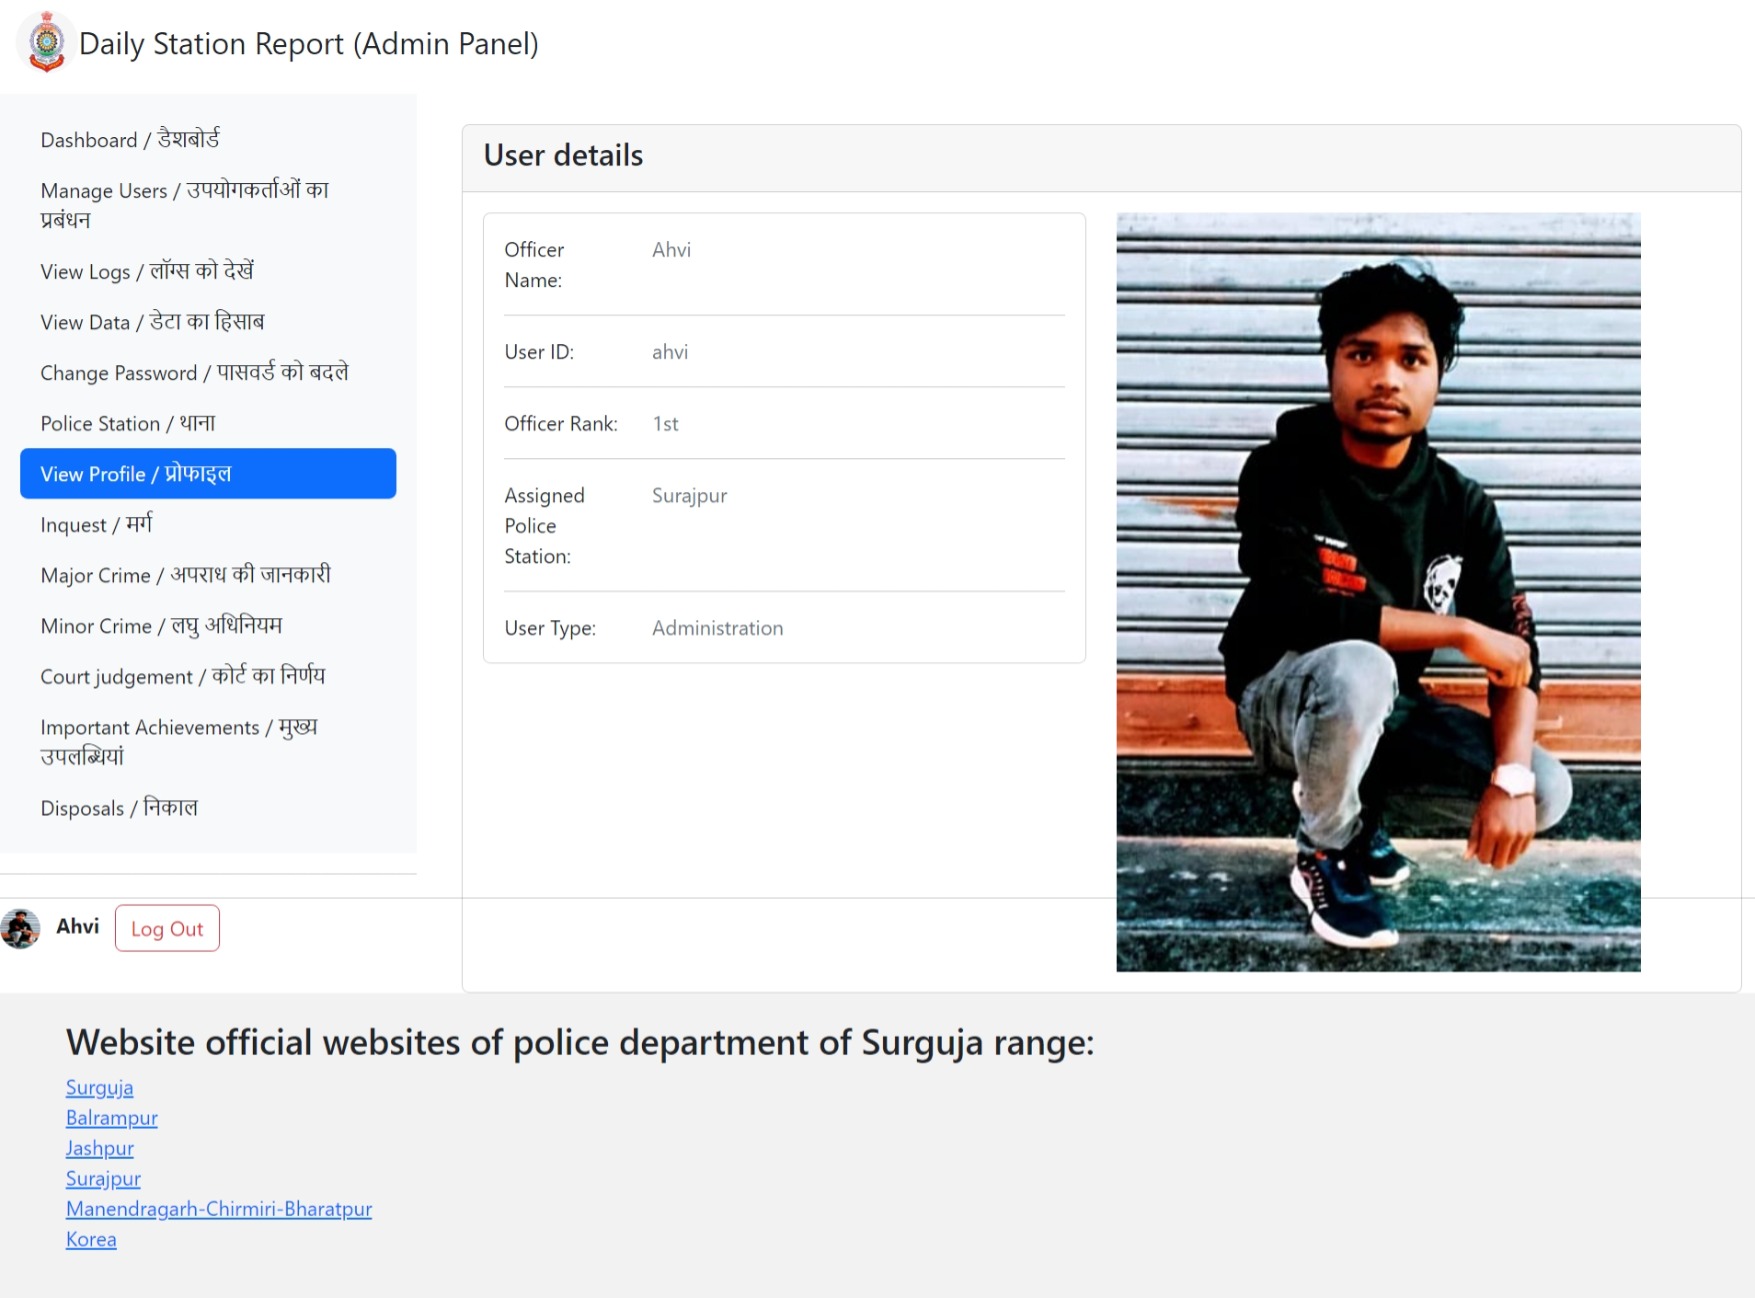 Daily Station Report (Admin Panel)
Dashboard / डैशबोर्ड
Manage Users / उपयोगकर्ताओं का
प्रबंधन
View Logs / लॉग्स को देखें
View Data / डेटा का हिसाब
Change Password / पासवर्ड को बदले
Police Station / थाना
View Profile / प्रोफाइल
Inquest / मर्ग
Major Crime / अपराध की जानकारी
Minor Crime / लघु अधिनियम
Court judgement / कोर्ट का निर्णय
Important Achievements / मुख्य
उपलब्धियां
Disposals / निकाल
Ahvi Log Out
User details
Officer
Name: Ahvi
User ID: ahvi
Officer Rank: 1st
Assigned
Police
Station: Surajpur
User Type: Administration
Website official websites of police department of Surguja range:
Surguja
Balrampur
Jashpur
Surajpur
Manendragarh-Chirmiri-Bharatpur
Korea